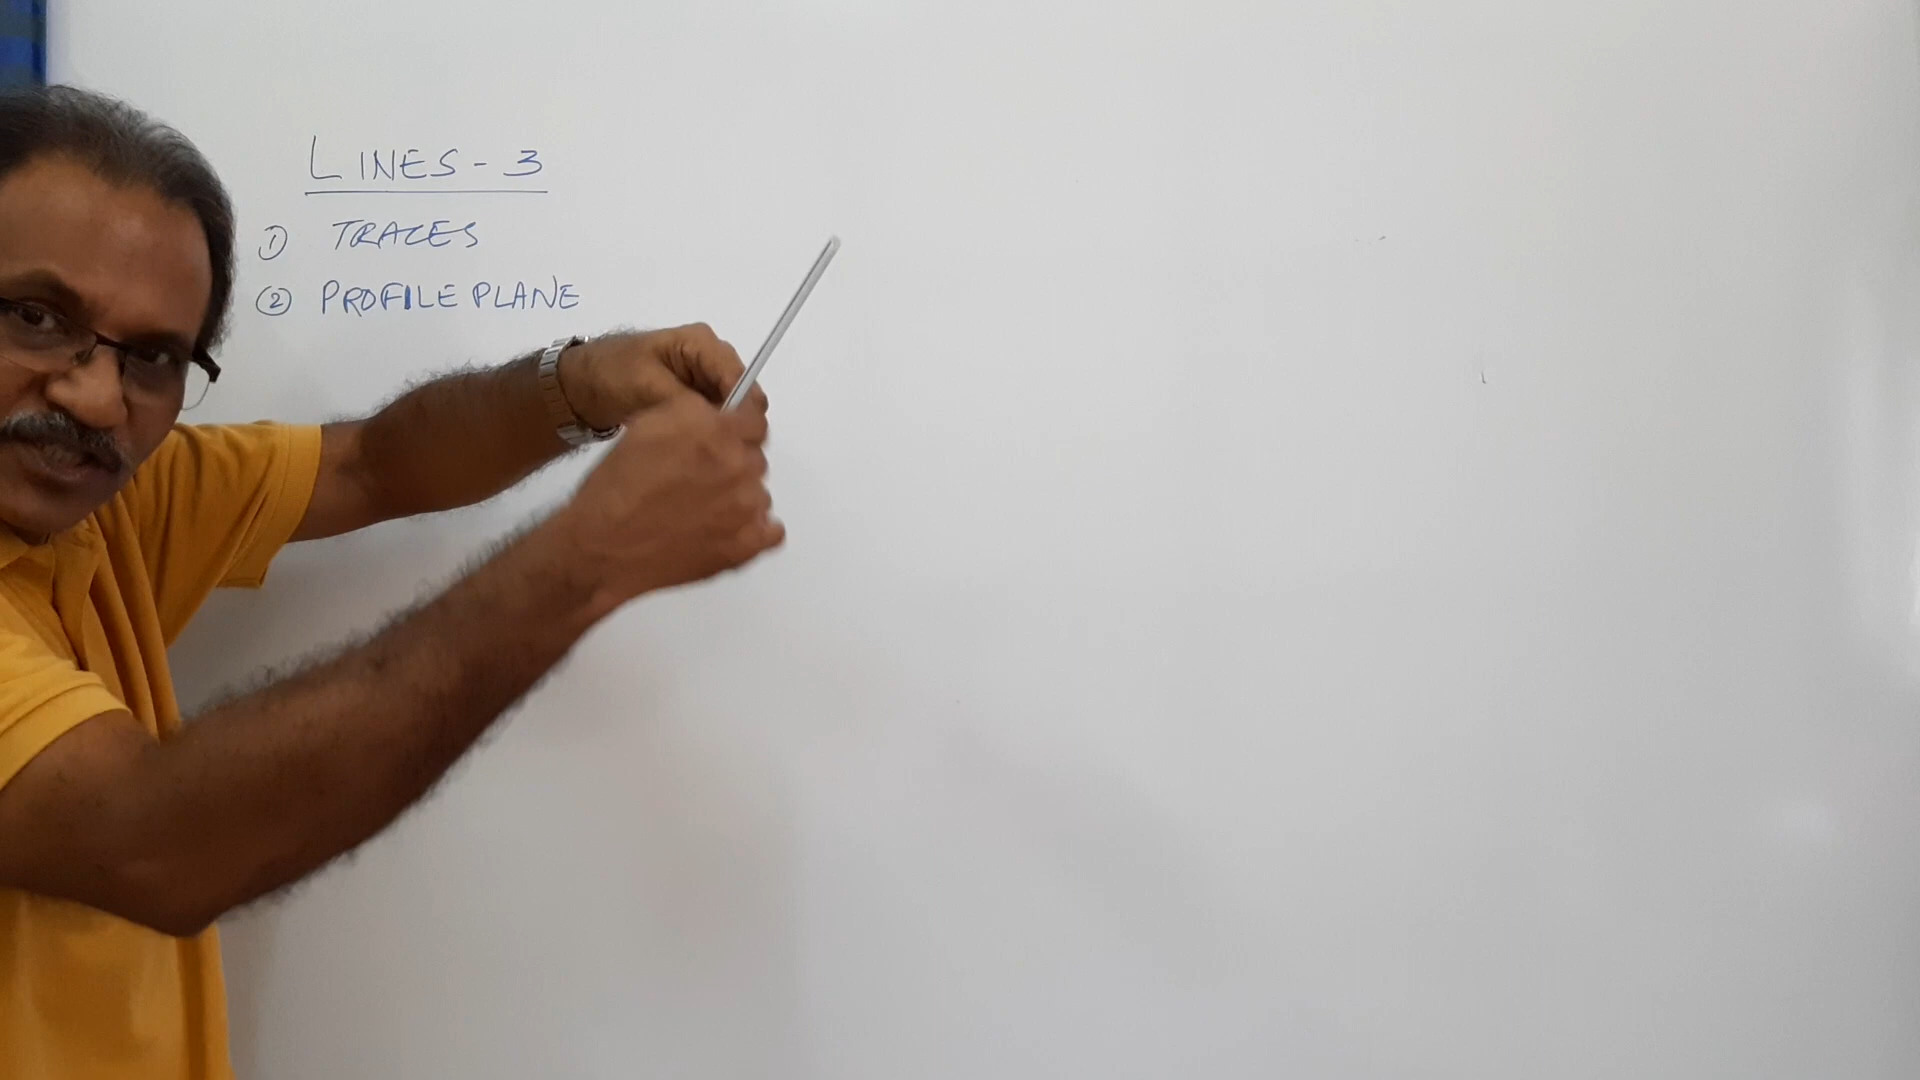 LINES - 3
① TRACES
② PROFILE PLANE